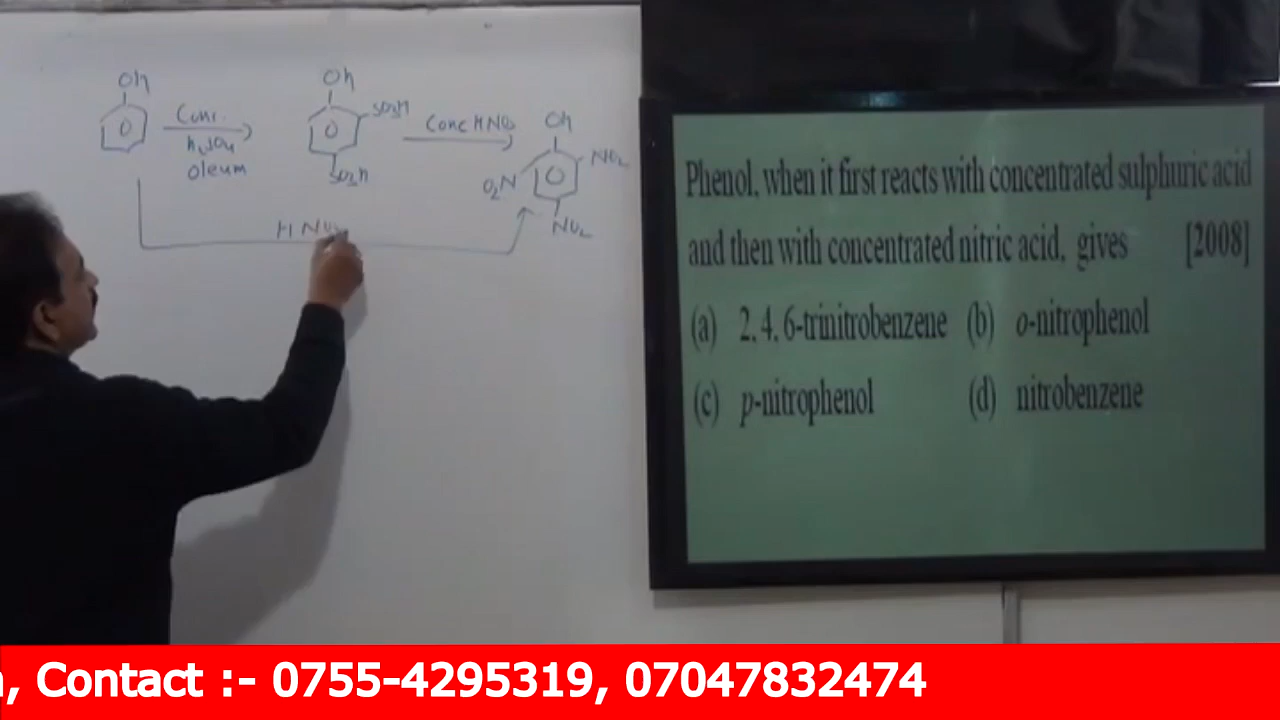 Oh
Conc.
h₂SO₄
oleum
Oh
SO₃H
SO₃H
Conc HNO₃
Oh
NO₂
O₂N
NO₂
HNO₃
Phenol, when it first reacts with concentrated sulphuric acid
and then with concentrated nitric acid, gives [2008]
(a) 2, 4, 6-trinitrobenzene (b) o-nitrophenol
(c) p-nitrophenol (d) nitrobenzene
, Contact :- 0755-4295319, 07047832474